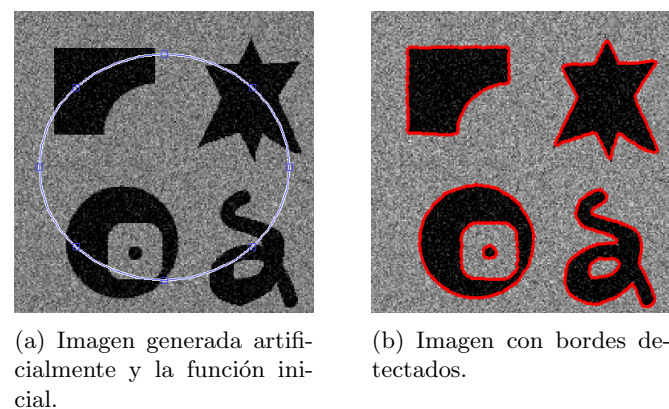 (a) Imagen generada artifi-
cialmente y la función ini-
cial.
(b) Imagen con bordes de-
tectados.